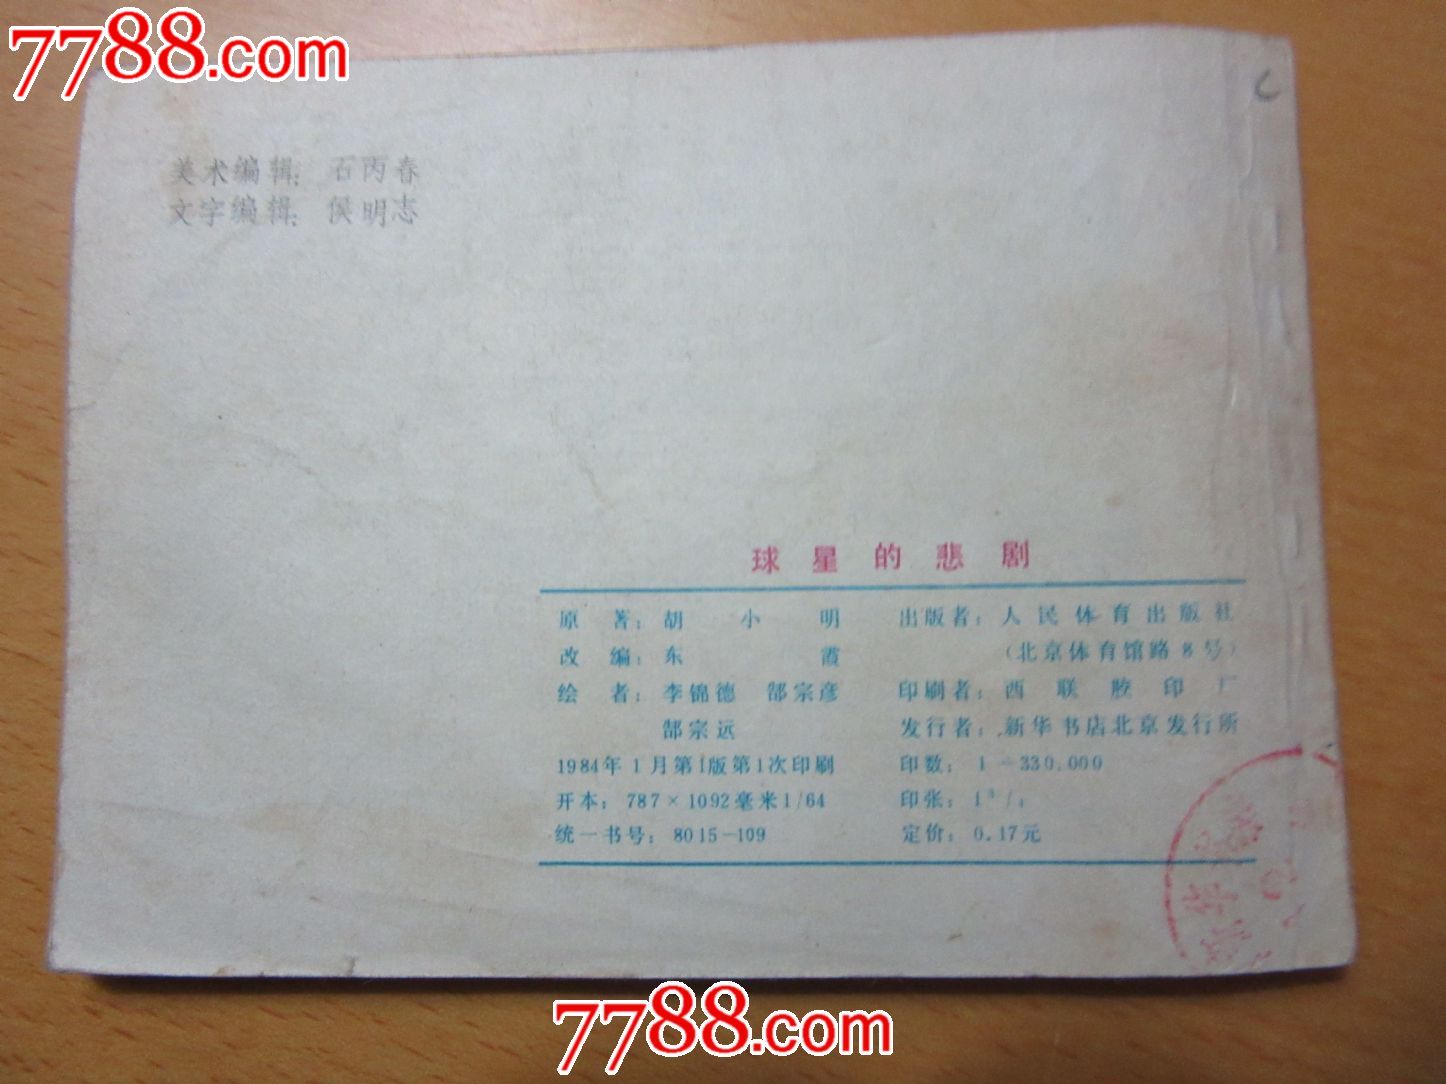 7788.com
美术编辑：石丙春
文字编辑：侯明志
球星的悲剧
原著：胡小明
改编：东霞
绘者：李锦德 郜宗彦
郜宗远
1984年1月第1版第1次印刷
开本：787×1092毫米1/64
统一书号：8015-109
出版者：人民体育出版社
（北京体育馆路8号）
印刷者：西联胶印厂
发行者：新华书店北京发行所
印数：1-330,000
印张：1 3/4
定价：0.17元
7788.com